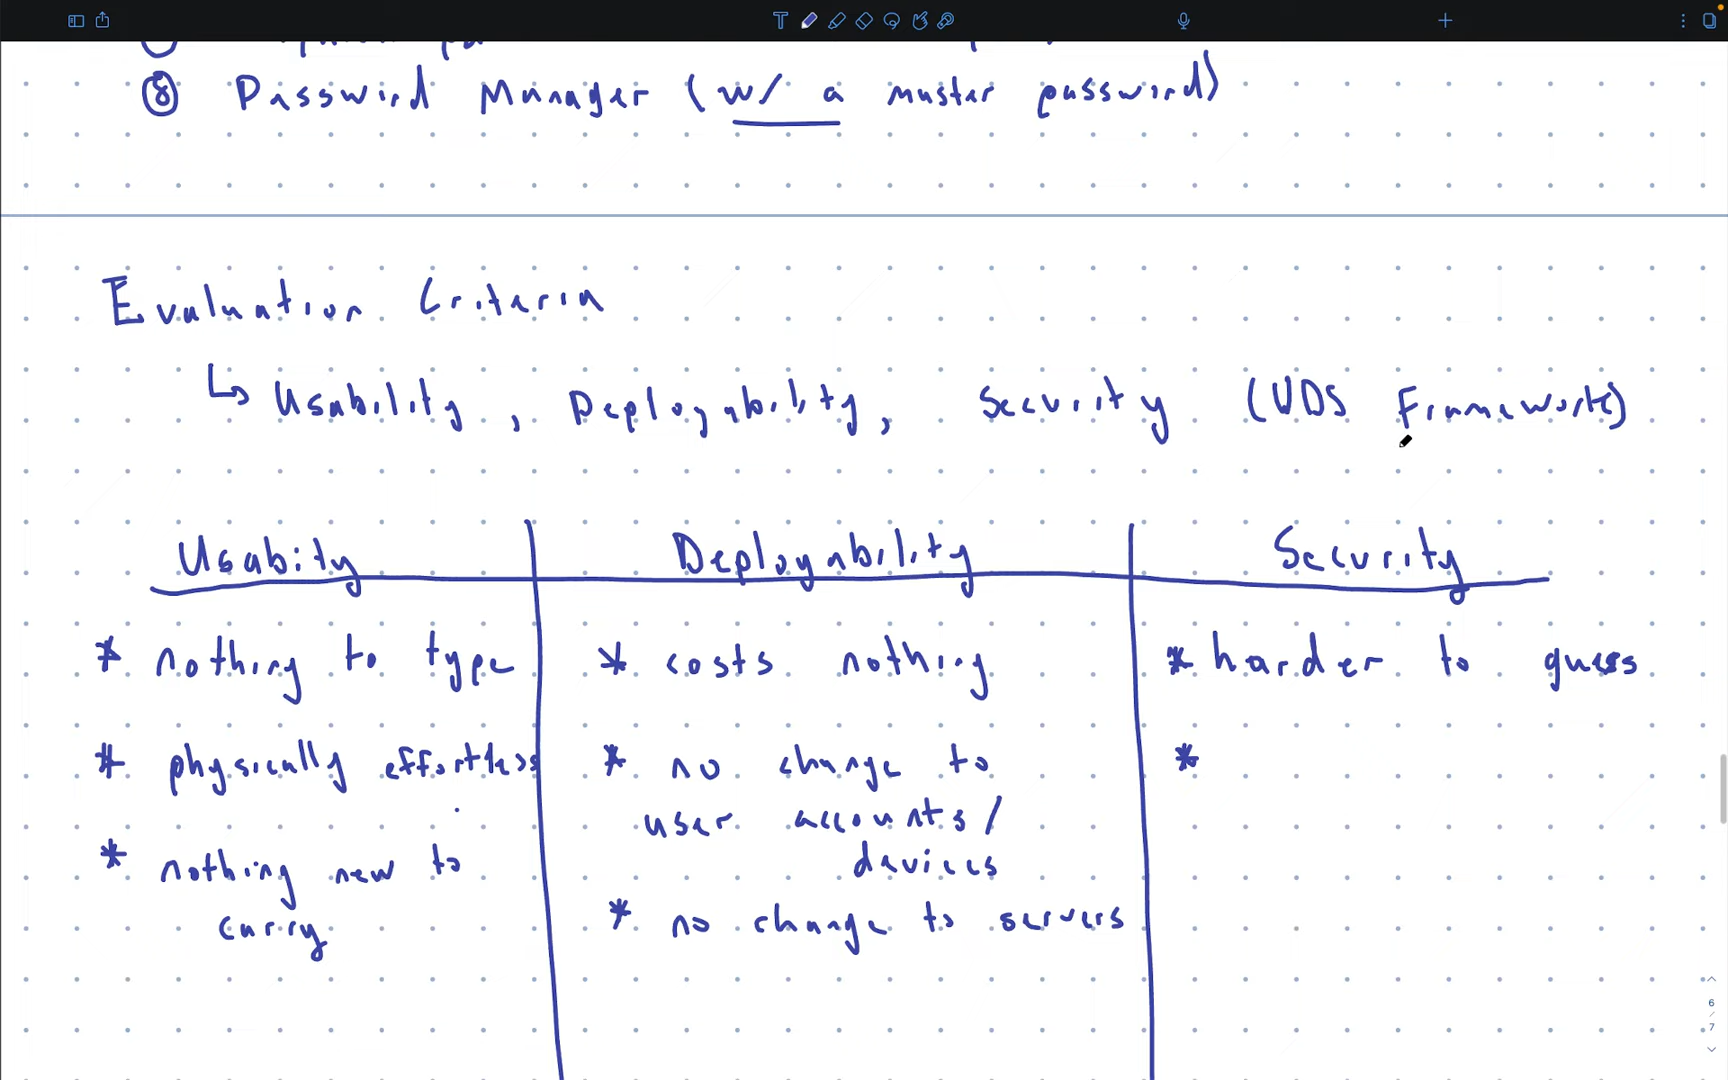 ⑧ Password Manager (w/ a master password)
Evaluation Criteria
↳ Usability, Deployability, Security (UDS Framework)
Usabity
Deployability
Security
* nothing to type
* physically effortless
* nothing new to
carry
* costs nothing
* no change to
user accounts/
devices
* no change to servers
* harder to guess
*
6
/
7